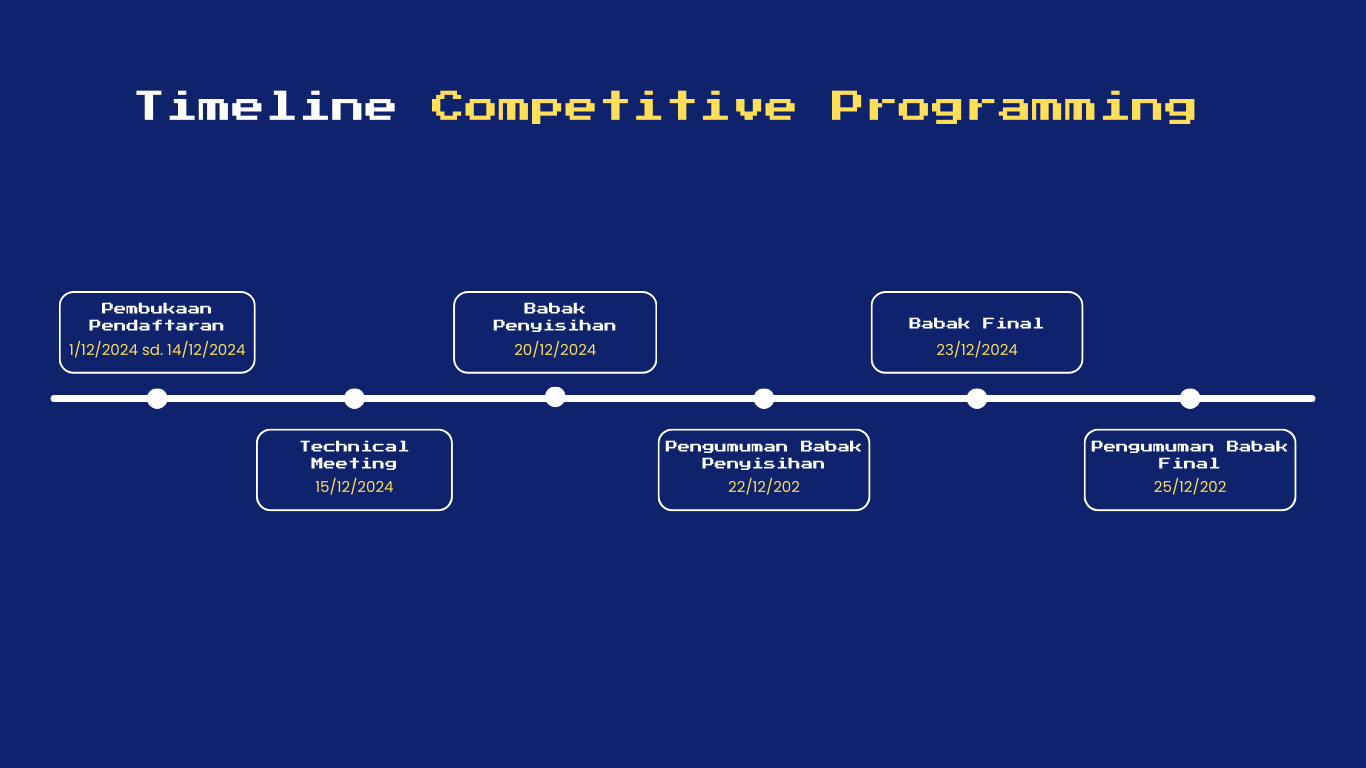 Timeline Competitive Programming
Pembukaan
Pendaftaran
1/12/2024 sd. 14/12/2024
Technical
Meeting
15/12/2024
Babak
Penyisihan
20/12/2024
Pengumuman Babak
Penyisihan
22/12/202
Babak Final
23/12/2024
Pengumuman Babak
Final
25/12/202